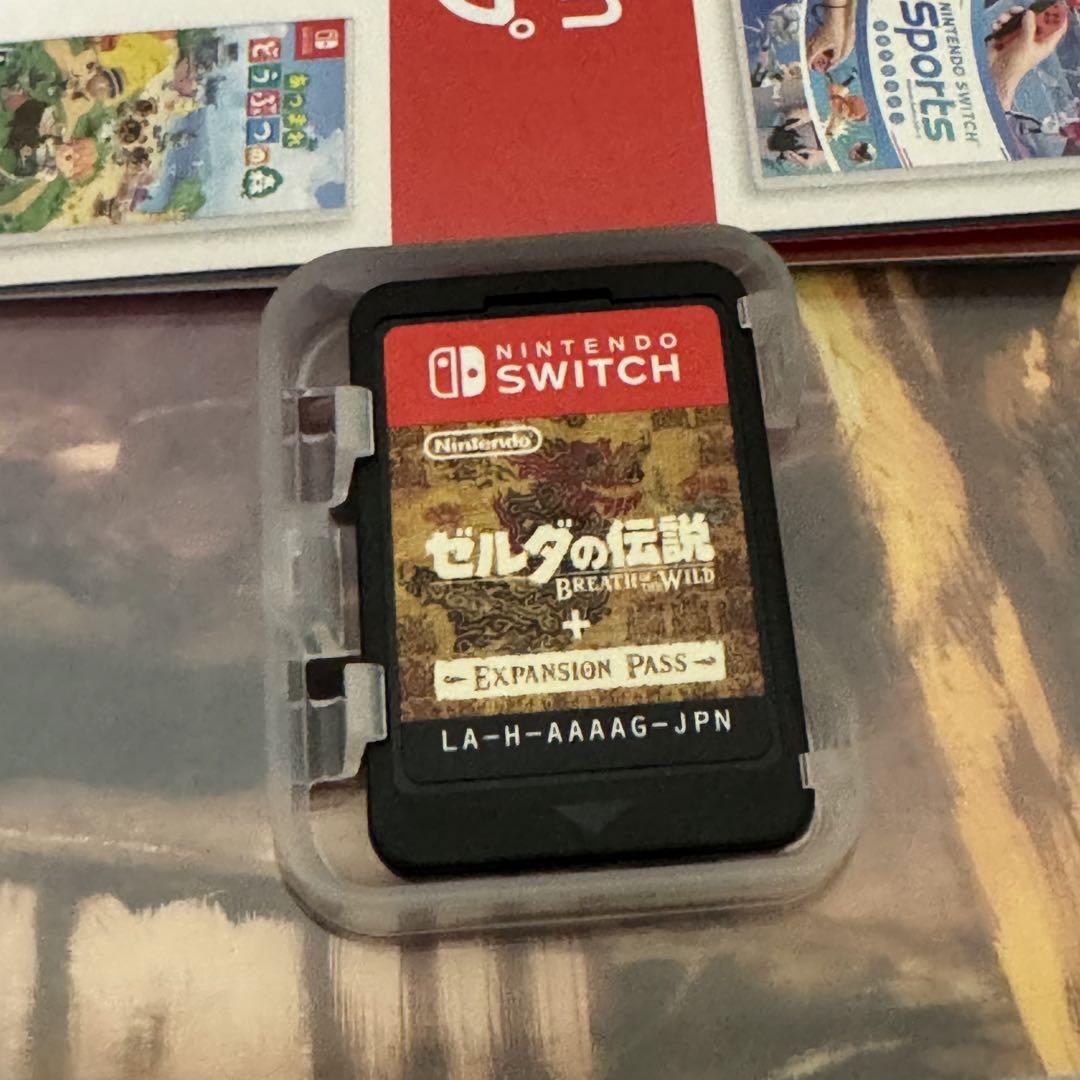 あつまれ
どうぶつの森
NINTENDO SWITCH
Sports
NINTENDO
SWITCH
Nintendo
ゼルダの伝説
BREATH OF THE WILD
+
EXPANSION PASS
LA-H-AAAAG-JPN